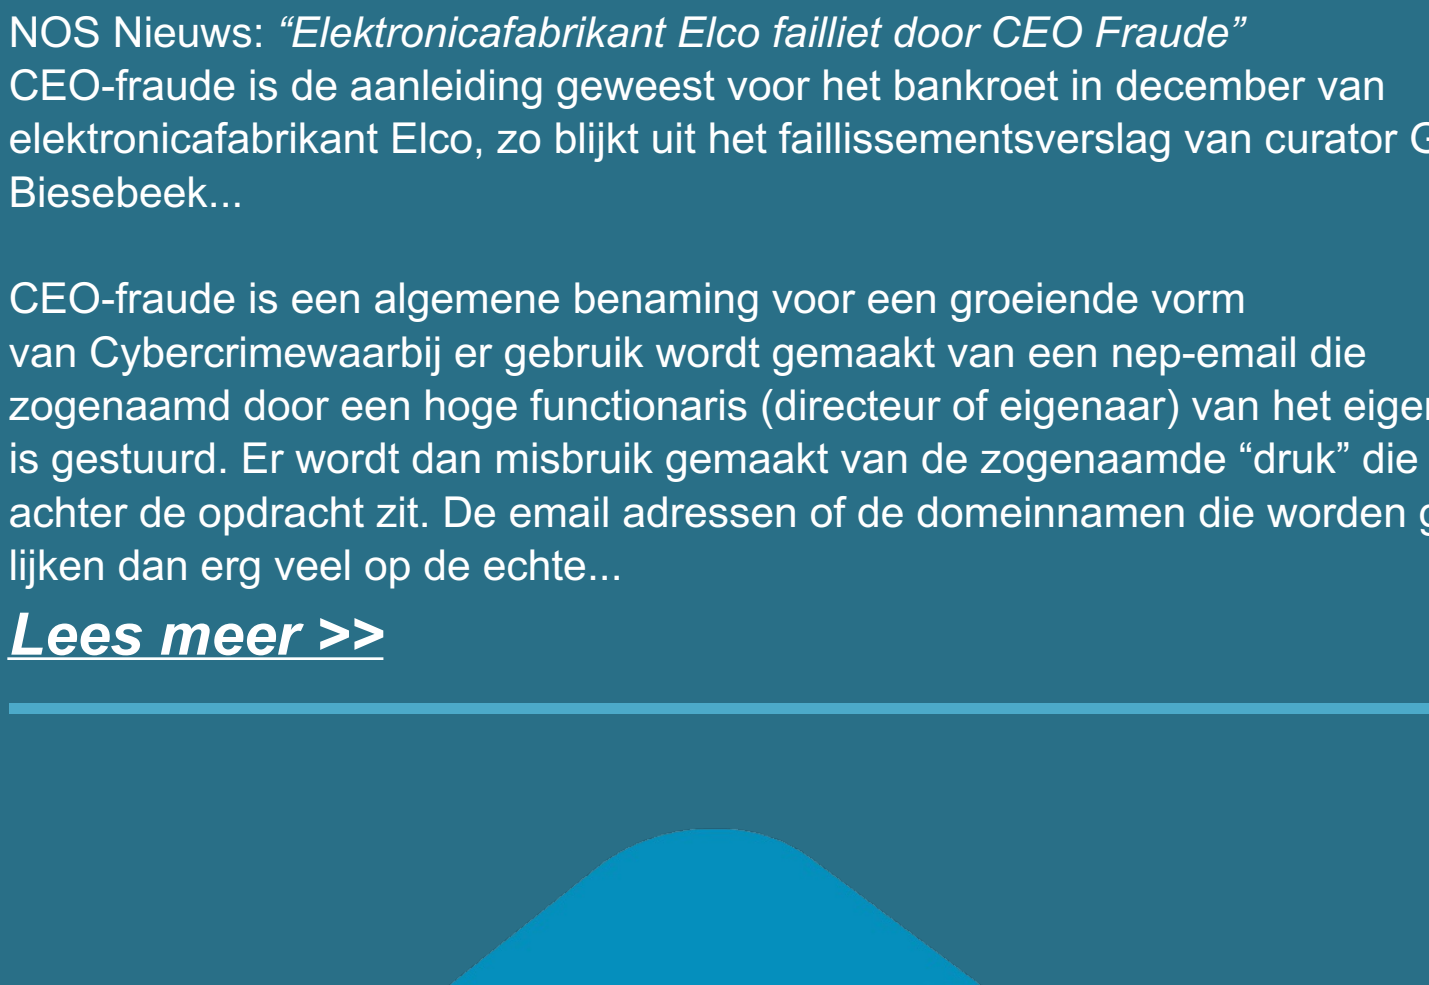 NOS Nieuws: “Elektronicafabrikant Elco failliet door CEO Fraude”
CEO-fraude is de aanleiding geweest voor het bankroet in december van
elektronicafabrikant Elco, zo blijkt uit het faillissementsverslag van curator
Biesebeek...
CEO-fraude is een algemene benaming voor een groeiende vorm
van Cybercrimewaarbij er gebruik wordt gemaakt van een nep-email die
zogenaamd door een hoge functionaris (directeur of eigenaar) van het
is gestuurd. Er wordt dan misbruik gemaakt van de zogenaamde “druk” die
achter de opdracht zit. De email adressen of de domeinnamen die worden
lijken dan erg veel op de echte...
Lees meer >>